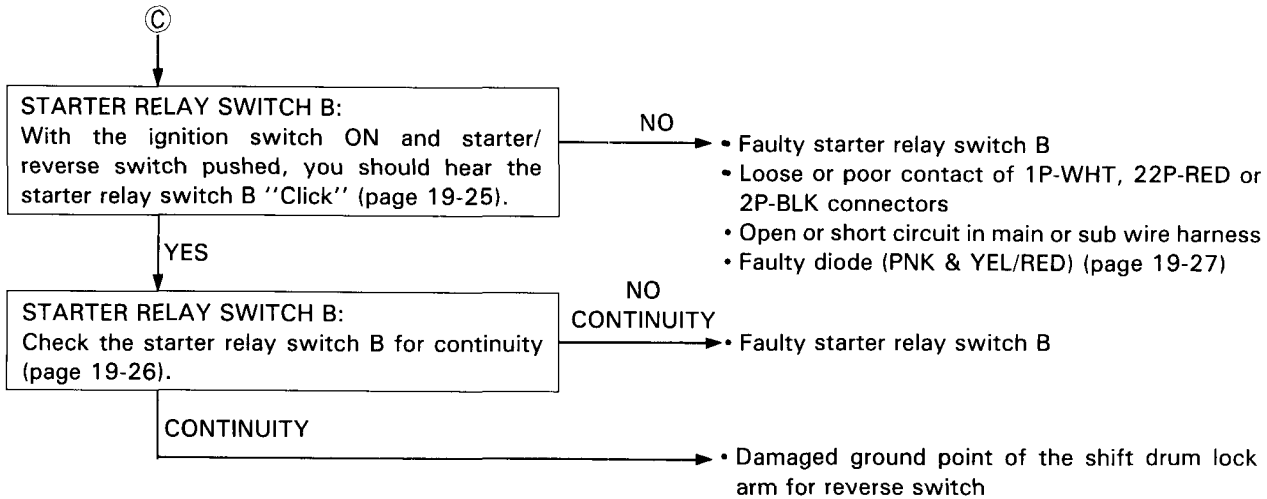 Ⓒ
STARTER RELAY SWITCH B:
With the ignition switch ON and starter/
reverse switch pushed, you should hear the
starter relay switch B "Click" (page 19-25).
NO
• Faulty starter relay switch B
• Loose or poor contact of 1P-WHT, 22P-RED or
2P-BLK connectors
• Open or short circuit in main or sub wire harness
• Faulty diode (PNK & YEL/RED) (page 19-27)
YES
STARTER RELAY SWITCH B:
Check the starter relay switch B for continuity
(page 19-26).
NO
CONTINUITY
• Faulty starter relay switch B
CONTINUITY
• Damaged ground point of the shift drum lock
arm for reverse switch